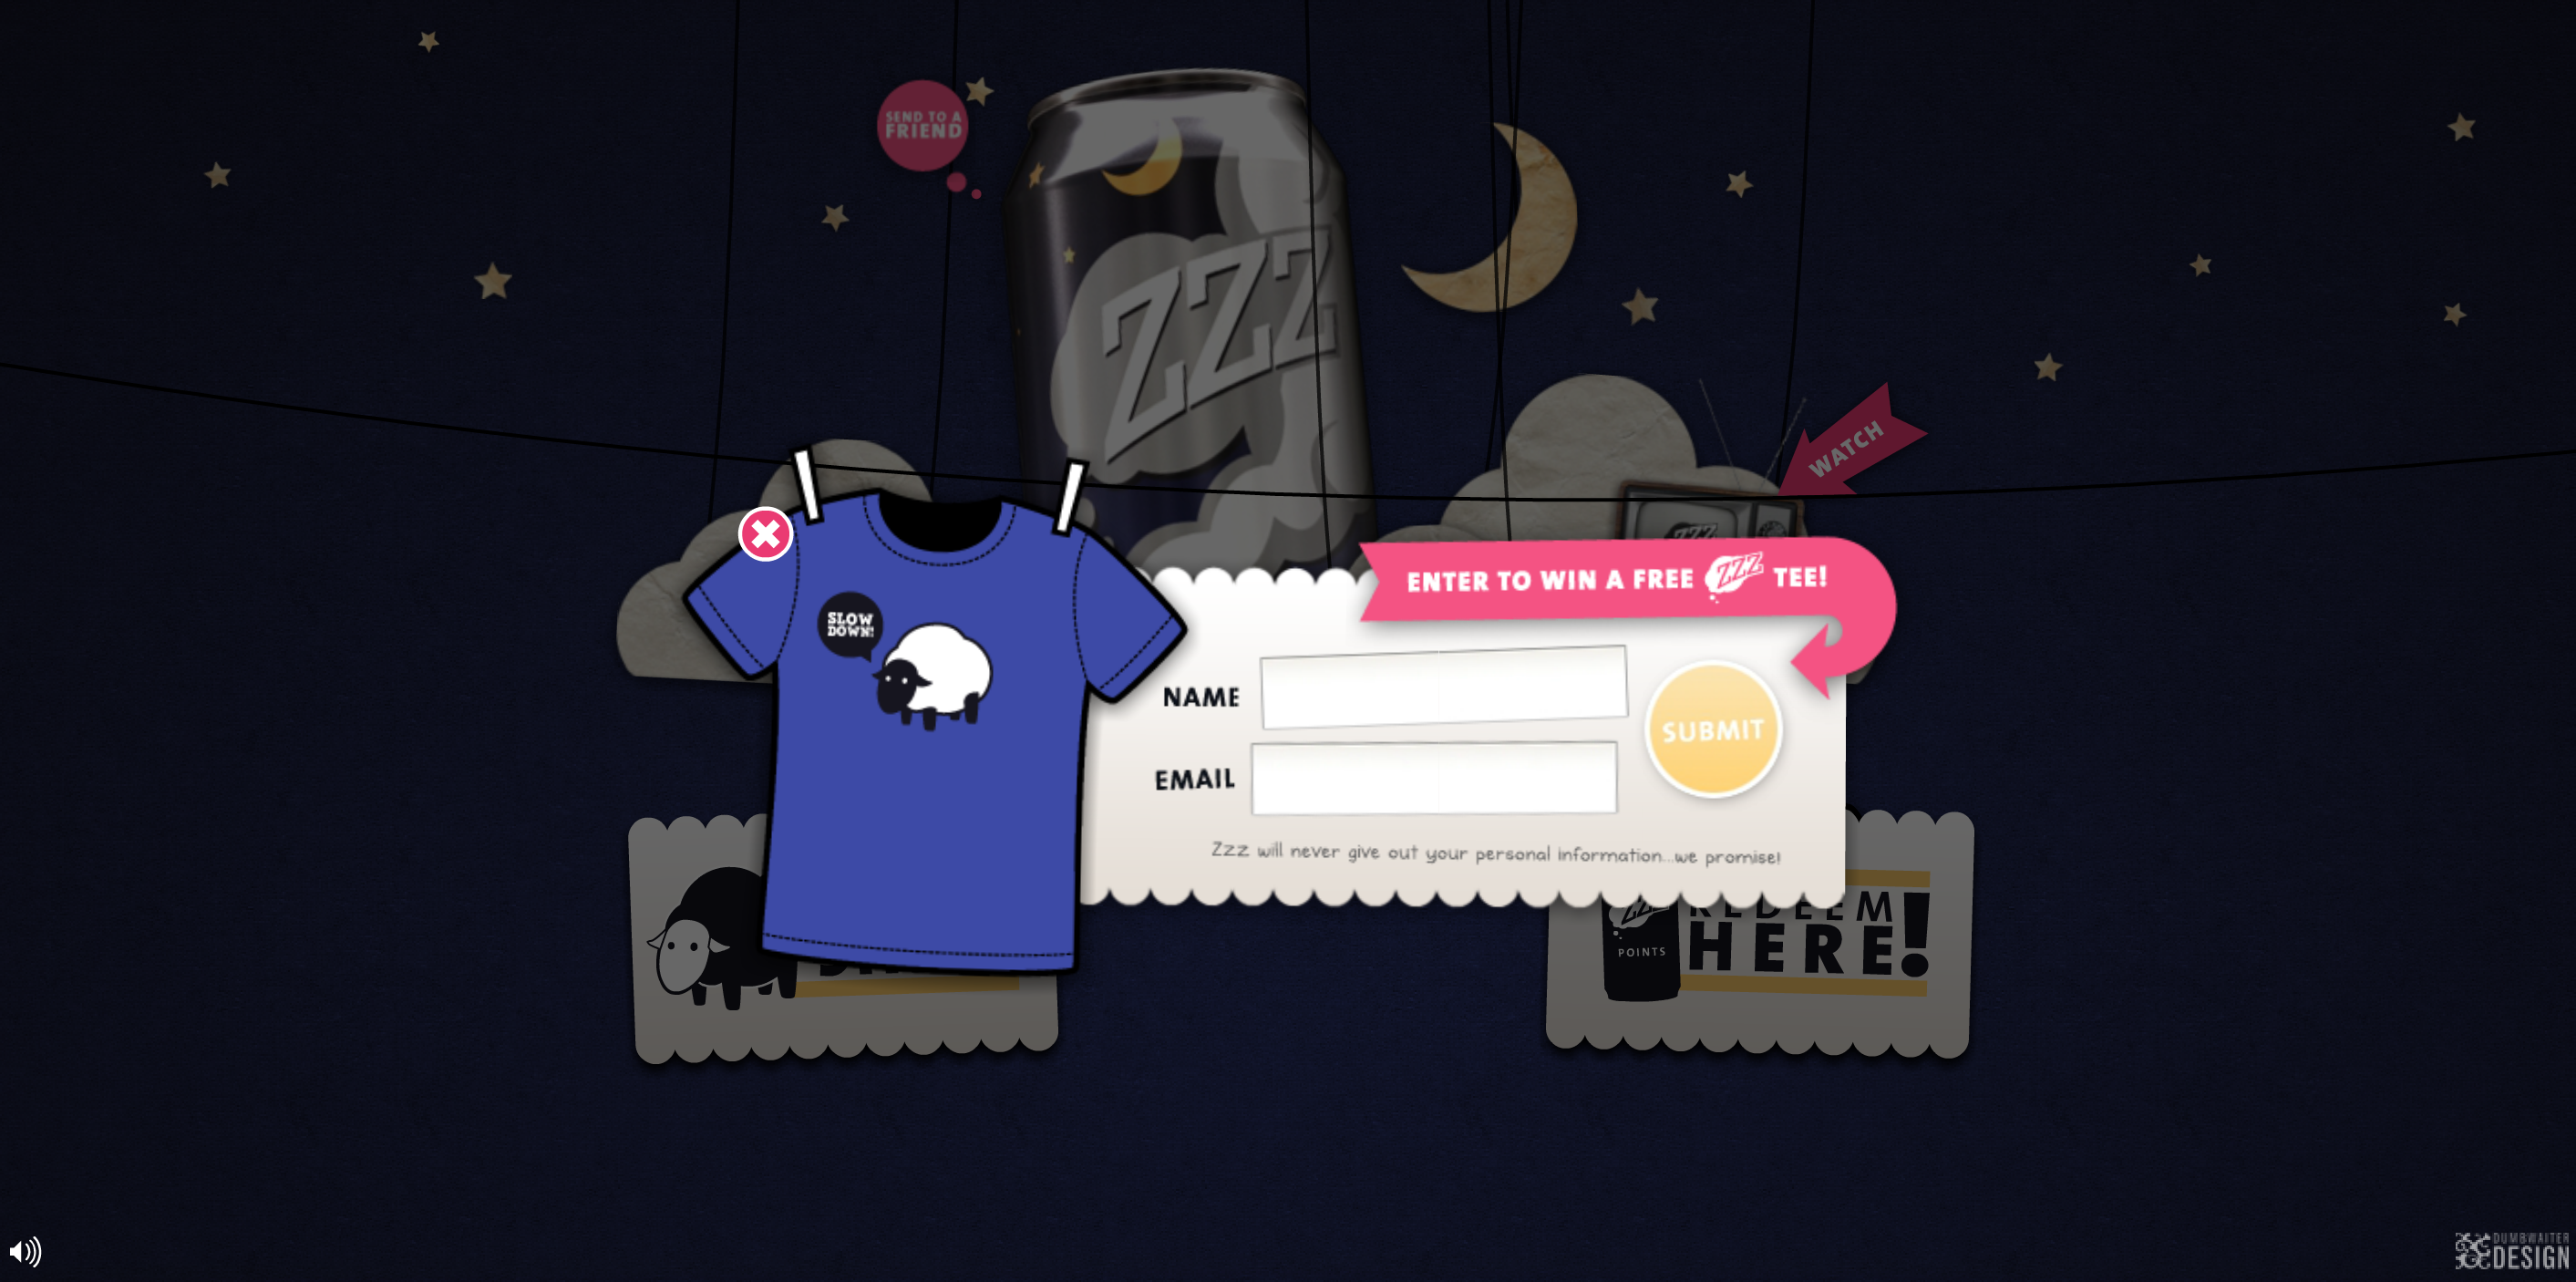 SEND TO A
FRIEND
Zzz
WATCH
ENTER TO WIN A FREE Zzz TEE!
SLOW
DOWN!
NAME
EMAIL
SUBMIT
Zzz will never give out your personal information...we promise!
REDEEM
HERE!
POINTS
DUMBWAITER
DESIGN